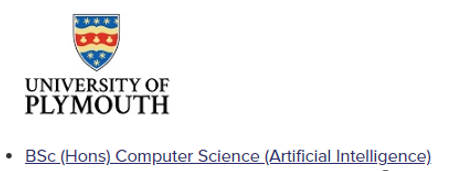 UNIVERSITY OF
PLYMOUTH
• BSc (Hons) Computer Science (Artificial Intelligence)